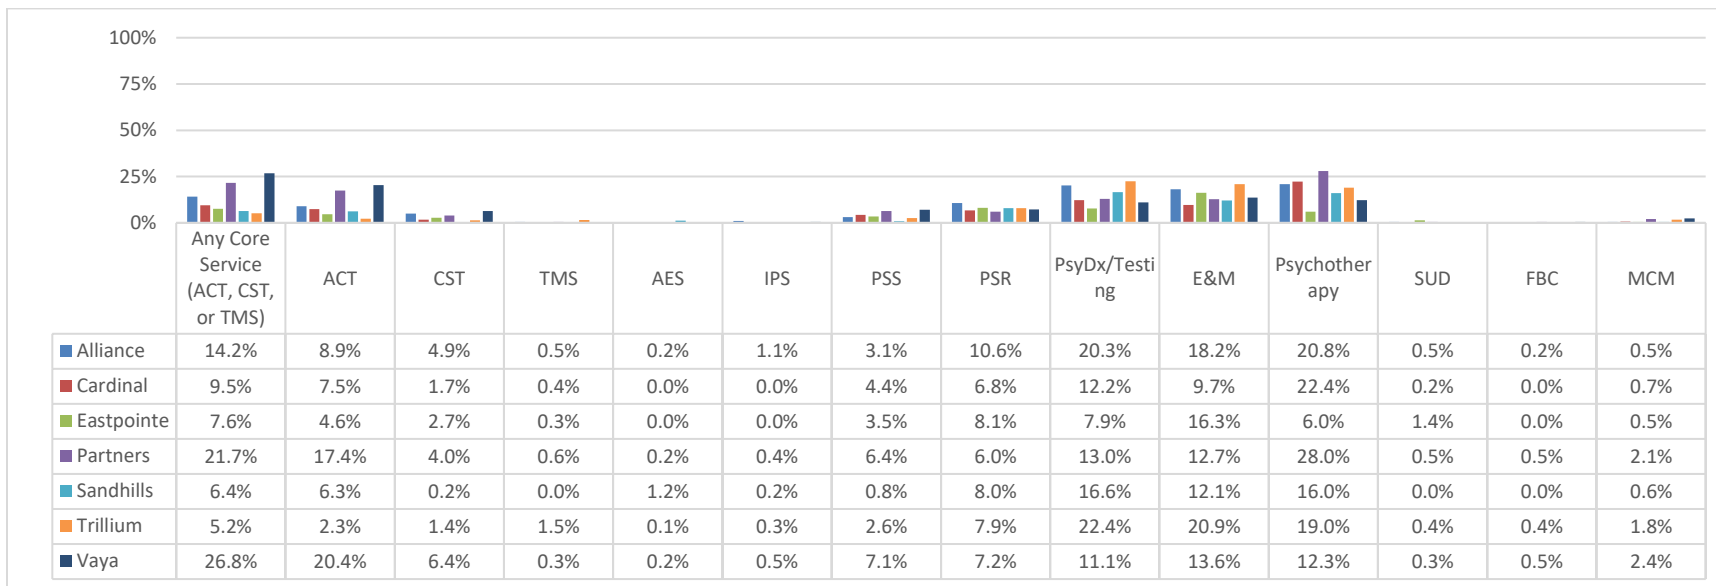 100%
75%
50%
25%
0%
Any Core
Service
(ACT, CST,
or TMS)
ACT
CST
TMS
AES
IPS
PSS
PSR
PsyDx/Testi
ng
E&M
Psychother
apy
SUD
FBC
MCM
Alliance 14.2% 8.9% 4.9% 0.5% 0.2% 1.1% 3.1% 10.6% 20.3% 18.2% 20.8% 0.5% 0.2% 0.5%
Cardinal 9.5% 7.5% 1.7% 0.4% 0.0% 0.0% 4.4% 6.8% 12.2% 9.7% 22.4% 0.2% 0.0% 0.7%
Eastpointe 7.6% 4.6% 2.7% 0.3% 0.0% 0.0% 3.5% 8.1% 7.9% 16.3% 6.0% 1.4% 0.0% 0.5%
Partners 21.7% 17.4% 4.0% 0.6% 0.2% 0.4% 6.4% 6.0% 13.0% 12.7% 28.0% 0.5% 0.5% 2.1%
Sandhills 6.4% 6.3% 0.2% 0.0% 1.2% 0.2% 0.8% 8.0% 16.6% 12.1% 16.0% 0.0% 0.0% 0.6%
Trillium 5.2% 2.3% 1.4% 1.5% 0.1% 0.3% 2.6% 7.9% 22.4% 20.9% 19.0% 0.4% 0.4% 1.8%
Vaya 26.8% 20.4% 6.4% 0.3% 0.2% 0.5% 7.1% 7.2% 11.1% 13.6% 12.3% 0.3% 0.5% 2.4%